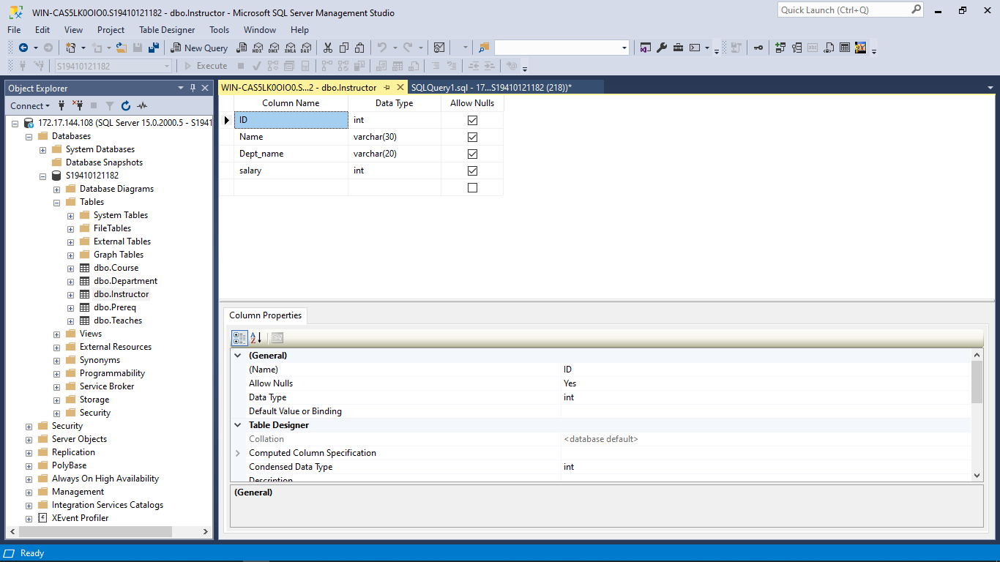 WIN-CAS5LK0OIO0.S19410121182 - dbo.Instructor - Microsoft SQL Server Management Studio
Quick Launch (Ctrl+Q)
File Edit View Project Table Designer Tools Window Help
New Query MDX DMX XMLA DAX
S19410121182 Execute
Object Explorer
WIN-CAS5LK0OIO0.S...2 - dbo.Instructor
SQLQuery1.sql - 17...S19410121182 (218))*
Connect
172.17.144.108 (SQL Server 15.0.2000.5 - S1941
Databases
System Databases
Database Snapshots
S19410121182
Database Diagrams
Tables
System Tables
FileTables
External Tables
Graph Tables
dbo.Course
dbo.Department
dbo.Instructor
dbo.Prereq
dbo.Teaches
Views
External Resources
Synonyms
Programmability
Service Broker
Storage
Security
Security
Server Objects
Replication
PolyBase
Always On High Availability
Management
Integration Services Catalogs
XEvent Profiler
Column Name Data Type Allow Nulls
ID int
Name varchar(30)
Dept_name varchar(20)
salary int
Column Properties
(General)
(Name) ID
Allow Nulls Yes
Data Type int
Default Value or Binding
Table Designer
Collation <database default>
Computed Column Specification
Condensed Data Type int
Description
(General)
Ready